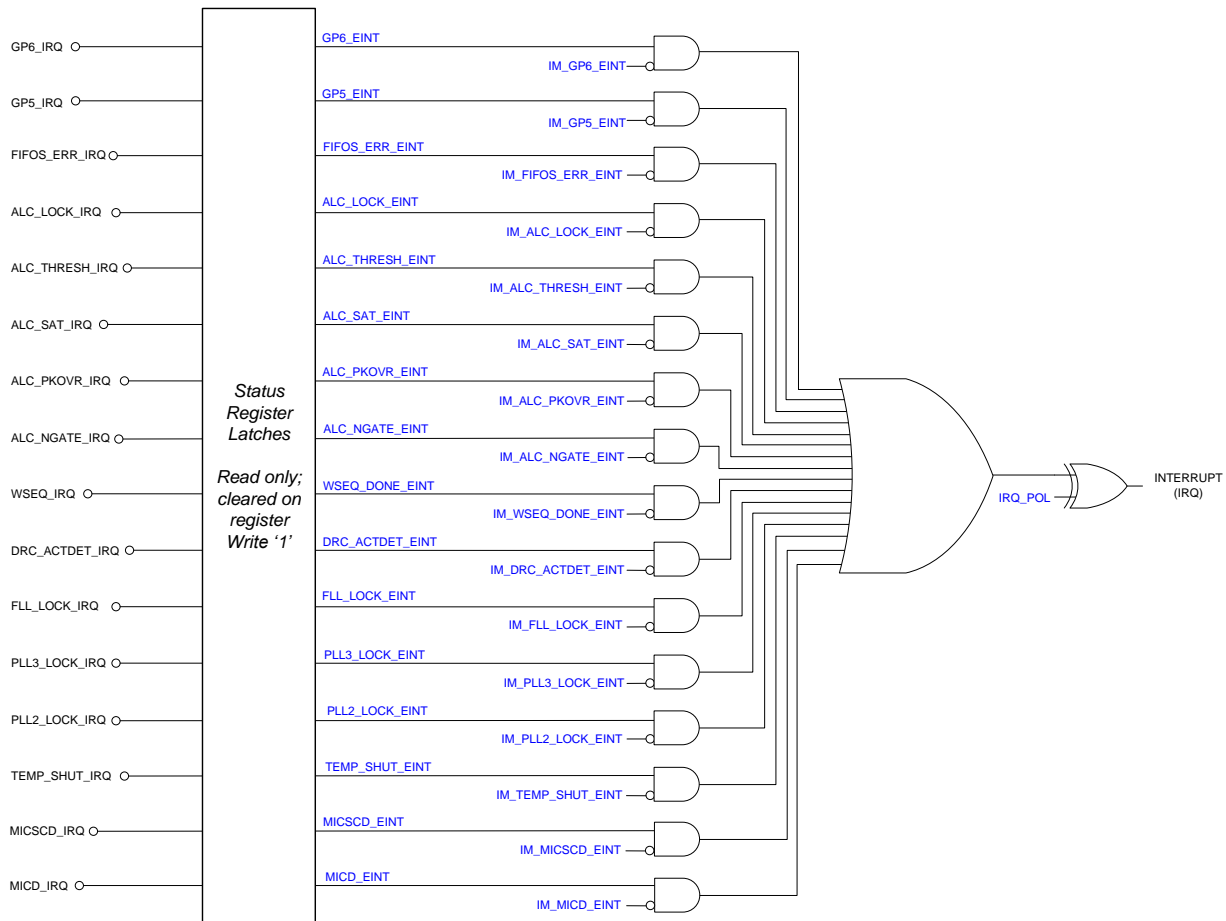 GP6_IRQ
GP6_EINT
IM_GP6_EINT
GP5_IRQ
GP5_EINT
IM_GP5_EINT
FIFOS_ERR_IRQ
FIFOS_ERR_EINT
IM_FIFOS_ERR_EINT
ALC_LOCK_IRQ
ALC_LOCK_EINT
IM_ALC_LOCK_EINT
ALC_THRESH_IRQ
ALC_THRESH_EINT
IM_ALC_THRESH_EINT
ALC_SAT_IRQ
ALC_SAT_EINT
IM_ALC_SAT_EINT
ALC_PKOVR_IRQ
ALC_PKOVR_EINT
IM_ALC_PKOVR_EINT
ALC_NGATE_IRQ
ALC_NGATE_EINT
IM_ALC_NGATE_EINT
WSEQ_IRQ
WSEQ_DONE_EINT
IM_WSEQ_DONE_EINT
DRC_ACTDET_IRQ
DRC_ACTDET_EINT
IM_DRC_ACTDET_EINT
FLL_LOCK_IRQ
FLL_LOCK_EINT
IM_FLL_LOCK_EINT
PLL3_LOCK_IRQ
PLL3_LOCK_EINT
IM_PLL3_LOCK_EINT
PLL2_LOCK_IRQ
PLL2_LOCK_EINT
IM_PLL2_LOCK_EINT
TEMP_SHUT_IRQ
TEMP_SHUT_EINT
IM_TEMP_SHUT_EINT
MICSCD_IRQ
MICSCD_EINT
IM_MICSCD_EINT
MICD_IRQ
MICD_EINT
IM_MICD_EINT
Status
Register
Latches
Read only;
cleared on
register
Write ‘1’
IRQ_POL
INTERRUPT
(IRQ)